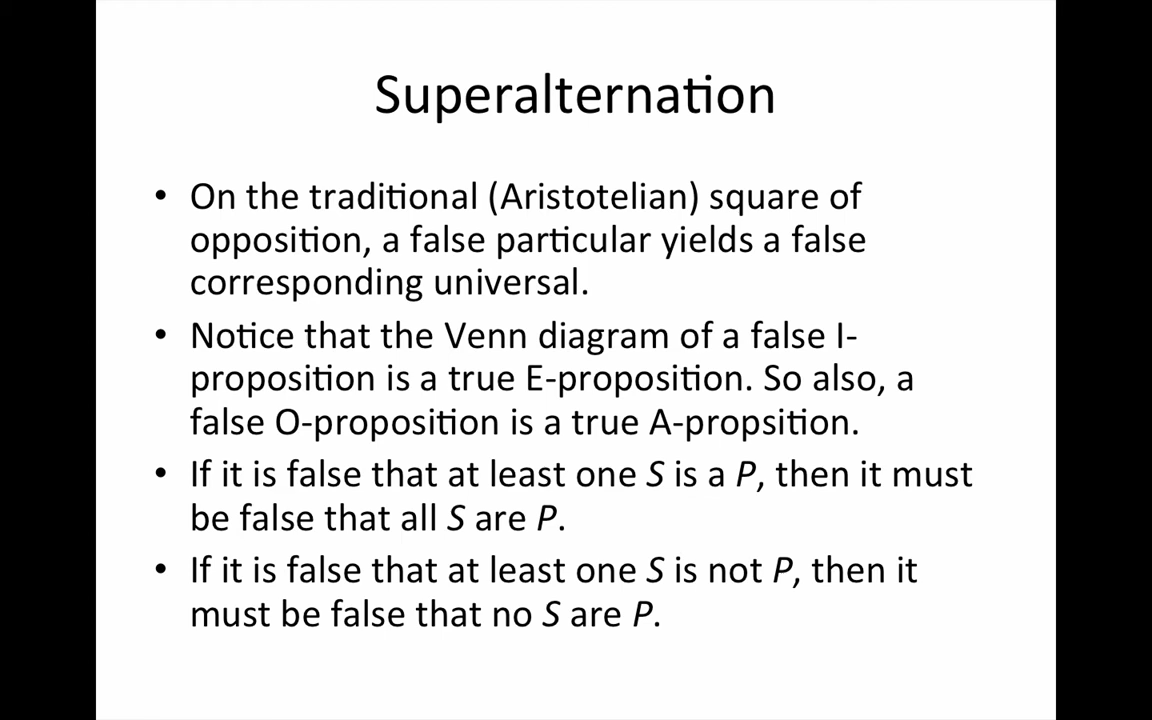 Superalternation
• On the traditional (Aristotelian) square of
opposition, a false particular yields a false
corresponding universal.
• Notice that the Venn diagram of a false I-
proposition is a true E-proposition. So also, a
false O-proposition is a true A-propsition.
• If it is false that at least one S is a P, then it must
be false that all S are P.
• If it is false that at least one S is not P, then it
must be false that no S are P.